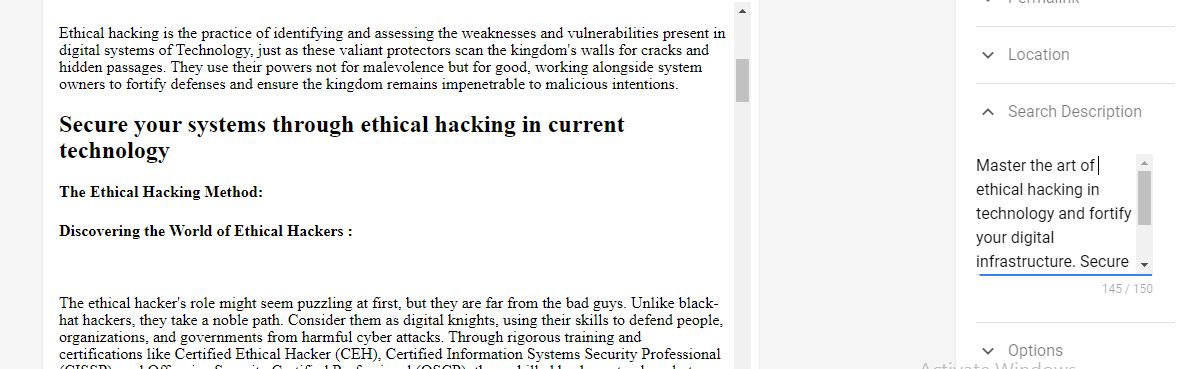 Ethical hacking is the practice of identifying and assessing the weaknesses and vulnerabilities present in
digital systems of Technology, just as these valiant protectors scan the kingdom's walls for cracks and
hidden passages. They use their powers not for malevolence but for good, working alongside system
owners to fortify defenses and ensure the kingdom remains impenetrable to malicious intentions.
Secure your systems through ethical hacking in current
technology
The Ethical Hacking Method:
Discovering the World of Ethical Hackers :
The ethical hacker's role might seem puzzling at first, but they are far from the bad guys. Unlike black-
hat hackers, they take a noble path. Consider them as digital knights, using their skills to defend people,
organizations, and governments from harmful cyber attacks. Through rigorous training and
certifications like Certified Ethical Hacker (CEH), Certified Information Systems Security Professional
Permalink
Location
Search Description
Master the art of
ethical hacking in
technology and fortify
your digital
infrastructure. Secure
145 / 150
Options
Activate Windows